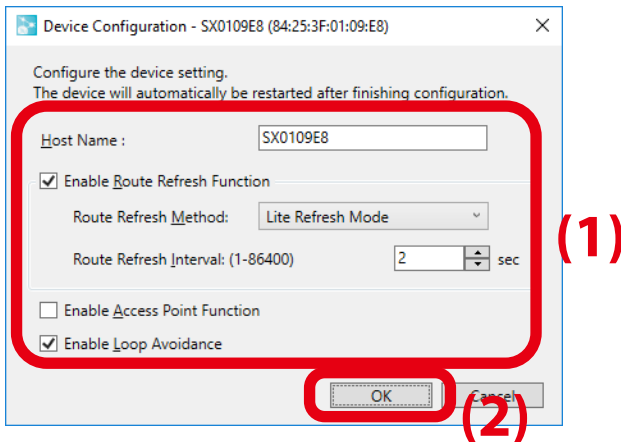 Device Configuration - SX0109E8 (84:25:3F:01:09:E8)
Configure the device setting.
The device will automatically be restarted after finishing configuration.
Host Name : SX0109E8
Enable Route Refresh Function
Route Refresh Method: Lite Refresh Mode
Route Refresh Interval: (1-86400) 2 sec
(1)
Enable Access Point Function
Enable Loop Avoidance
OK Cancel
(2)